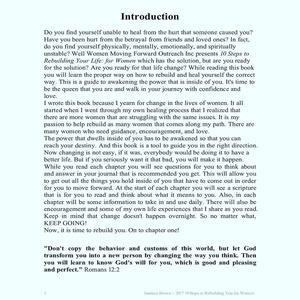 Introduction
Do you find yourself unable to heal from the hurt that someone caused you?
Have you been hurt from the betrayal from friends and loved ones? In fact,
do you find yourself physically, mentally, emotionally, and spiritually
unstable? Well Women Moving Forward Outreach Inc presents 10 Steps to
Rebuilding Your Life: for Women which has the solution, but are you ready
for the solution? Are you ready for that life change? While reading this book
you will learn the proper way on how to rebuild and heal yourself the correct
way. This is a guide to awakening the power that is inside of you. It's time to
be the queen that you are and walk in your journey with confidence and
love.
I wrote this book because I yearn for change in the lives of women. It all
started when I went through my own healing process that I realized that
there are more women that are struggling with the same issues. It is my
passion to help rebuild as many women that comes along my path. There are
many women who need guidance, encouragement, and love.
The power that dwells inside of you has to be awakened so that you can
reach your destiny. And this book is a tool to guide you in the right direction.
Now changing is not easy, if it was, everybody would be doing it to have a
better life. But if you seriously want it that bad, you will make it happen.
While you read each chapter you will see questions for you to think about
and answer in your journal that is recommended you get. This will allow you
to get out all the things you hold inside of you that have to come out in order
for you to move forward. At the start of each chapter you will see a scripture
that is for you to read and think about what it means to you. Also, in each
chapter will be some information to take in and use daily. There will also be
encouragement and some of my own life experiences that I share as you read.
Keep in mind that change doesn't happen overnight. So no matter what,
KEEP GOING!
Now, it is time to rebuild you. On to chapter one!
"Don't copy the behavior and customs of this world, but let God
transform you into a new person by changing the way you think. Then
you will learn to know God's will for you, which is good and pleasing
and perfect." Romans 12:2
2017 10 Steps to Rebuilding Your Life for Women